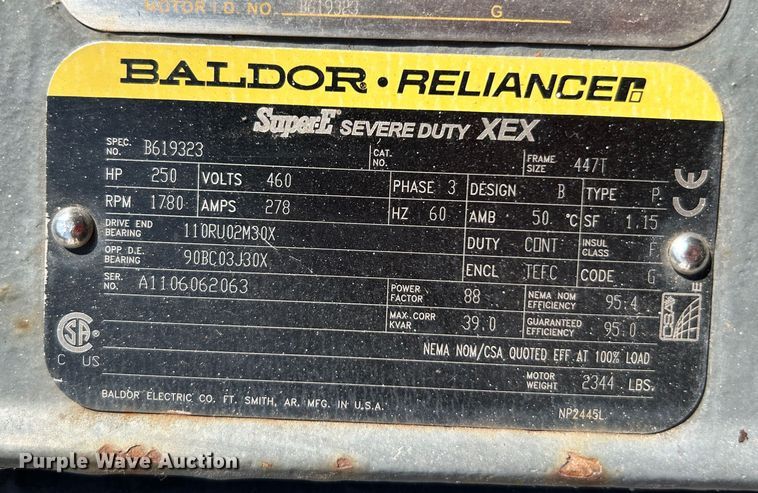 MOTOR I.D. NO B619323 G
BALDOR • RELIANCE
Super-E SEVERE DUTY XEX
SPEC. NO. B619323 CAT. NO. FRAME SIZE 447T
HP 250 VOLTS 460 PHASE 3 DESIGN B TYPE P
RPM 1780 AMPS 278 HZ 60 AMB 50 °C SF 1.15
DRIVE END BEARING 110RU02M30X DUTY CONT INSUL CLASS F
OPP D.E. BEARING 90BC03J30X ENCL TEFC CODE G
SER. NO. A1106062063 POWER FACTOR 88 NEMA NOM EFFICIENCY 95.4
MAX. CORR KVAR 39.0 GUARANTEED EFFICIENCY 95.0
NEMA NOM/CSA QUOTED EFF AT 100% LOAD
MOTOR WEIGHT 2344 LBS.
BALDOR ELECTRIC CO. FT. SMITH, AR. MFG. IN U.S.A. NP2445L
CE
SA
C US
CSA
E
Purple Wave Auction